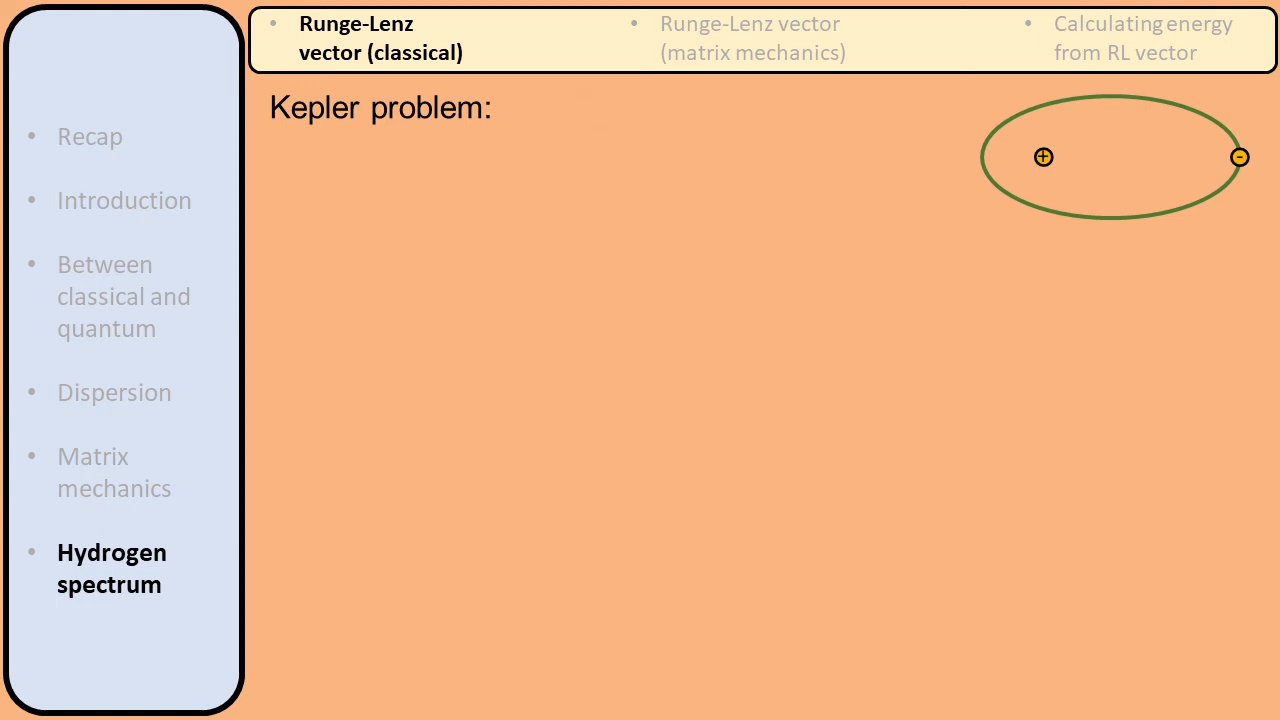 • Recap
• Introduction
• Between
classical and
quantum
• Dispersion
• Matrix
mechanics
• Hydrogen
spectrum
• Runge-Lenz
vector (classical)
• Runge-Lenz vector
(matrix mechanics)
• Calculating energy
from RL vector
Kepler problem:
+
-